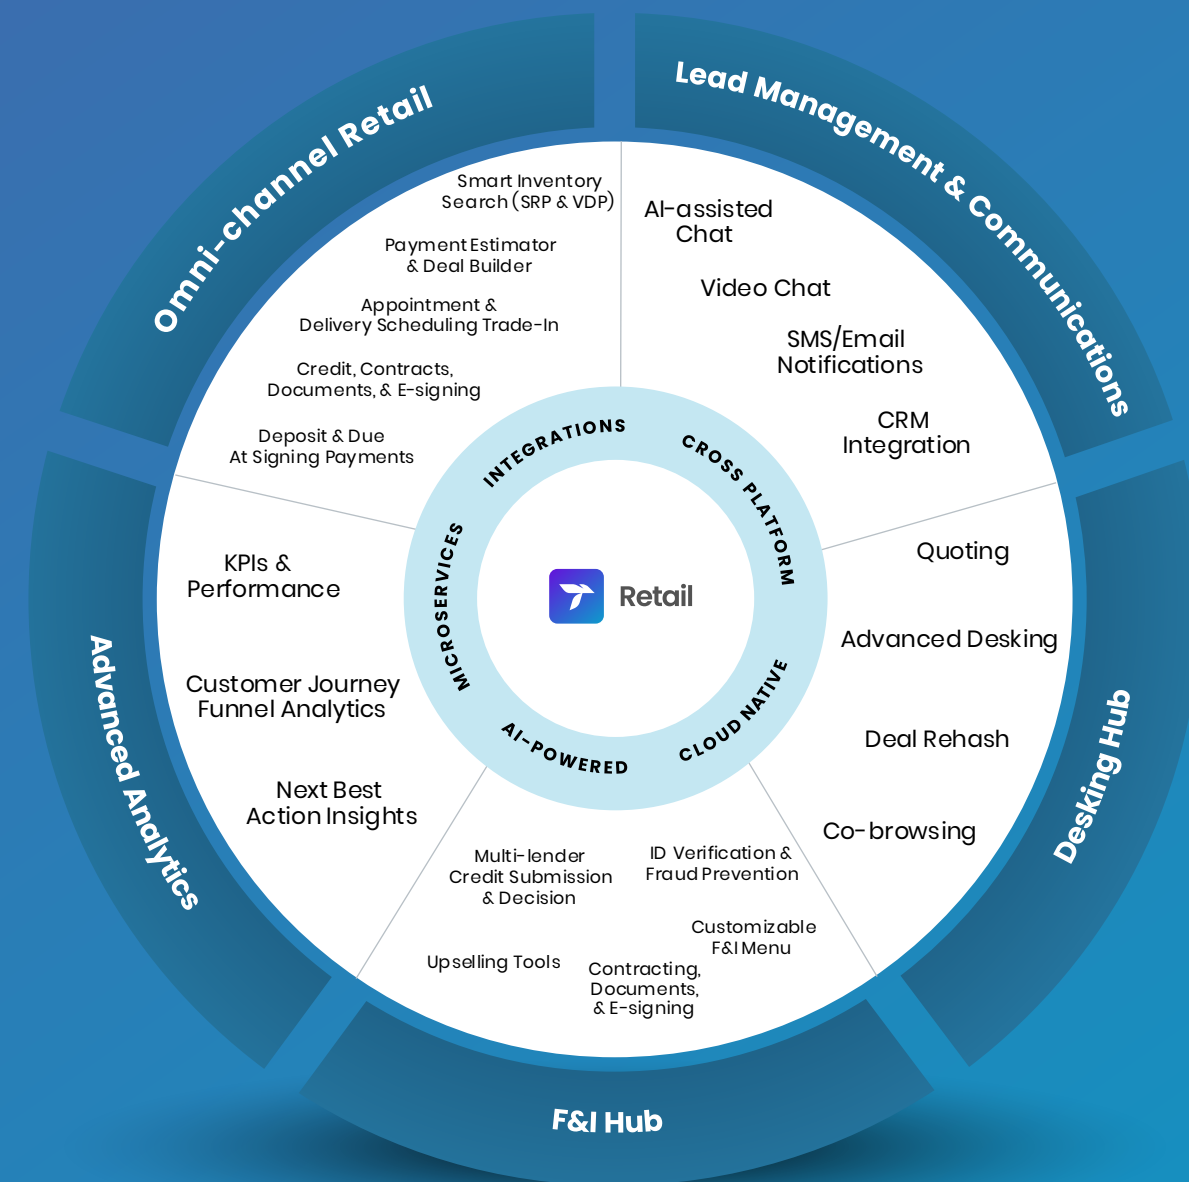 Omni-channel Retail
Smart Inventory
Search (SRP & VDP)
Payment Estimator
& Deal Builder
Appointment &
Delivery Scheduling Trade-In
Credit, Contracts,
Documents, & E-signing
Deposit & Due
At Signing Payments
Lead Management & Communications
AI-assisted
Chat
Video Chat
SMS/Email
Notifications
CRM
Integration
Desking Hub
Quoting
Advanced Desking
Deal Rehash
Co-browsing
F&I Hub
Multi-lender
Credit Submission
& Decision
ID Verification &
Fraud Prevention
Customizable
F&I Menu
Upselling Tools
Contracting,
Documents,
& E-signing
Advanced Analytics
KPIs &
Performance
Customer Journey
Funnel Analytics
Next Best
Action Insights
INTEGRATIONS
CROSS PLATFORM
CLOUD NATIVE
AI-POWERED
MICROSERVICES
Retail